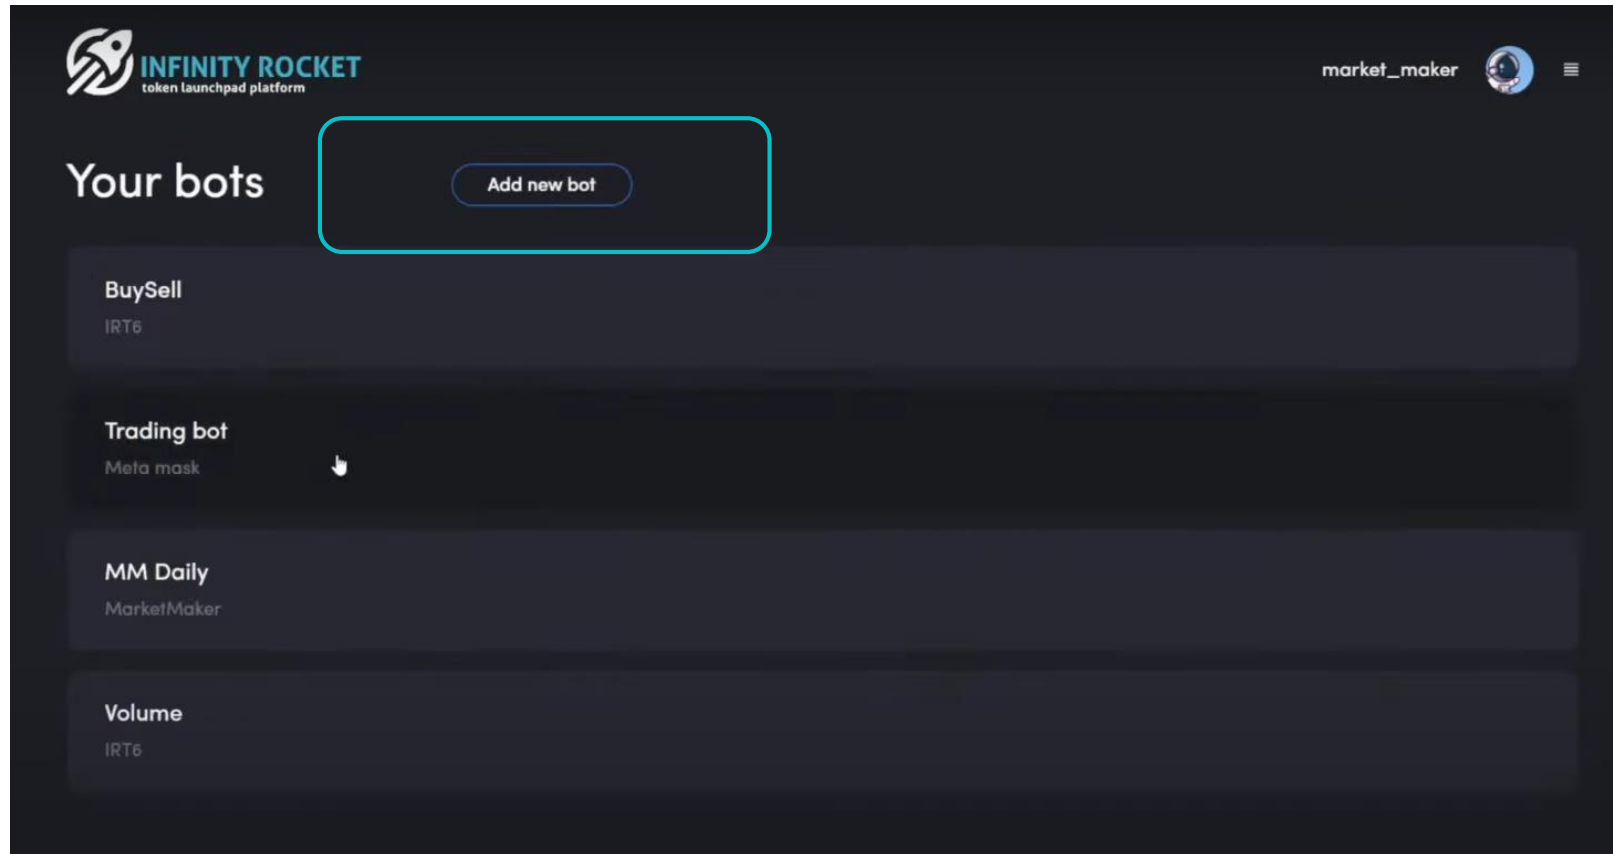 INFINITY ROCKET
token launchpad platform
market_maker
Your bots
Add new bot
BuySell
IRT6
Trading bot
Meta mask
MM Daily
MarketMaker
Volume
IRT6